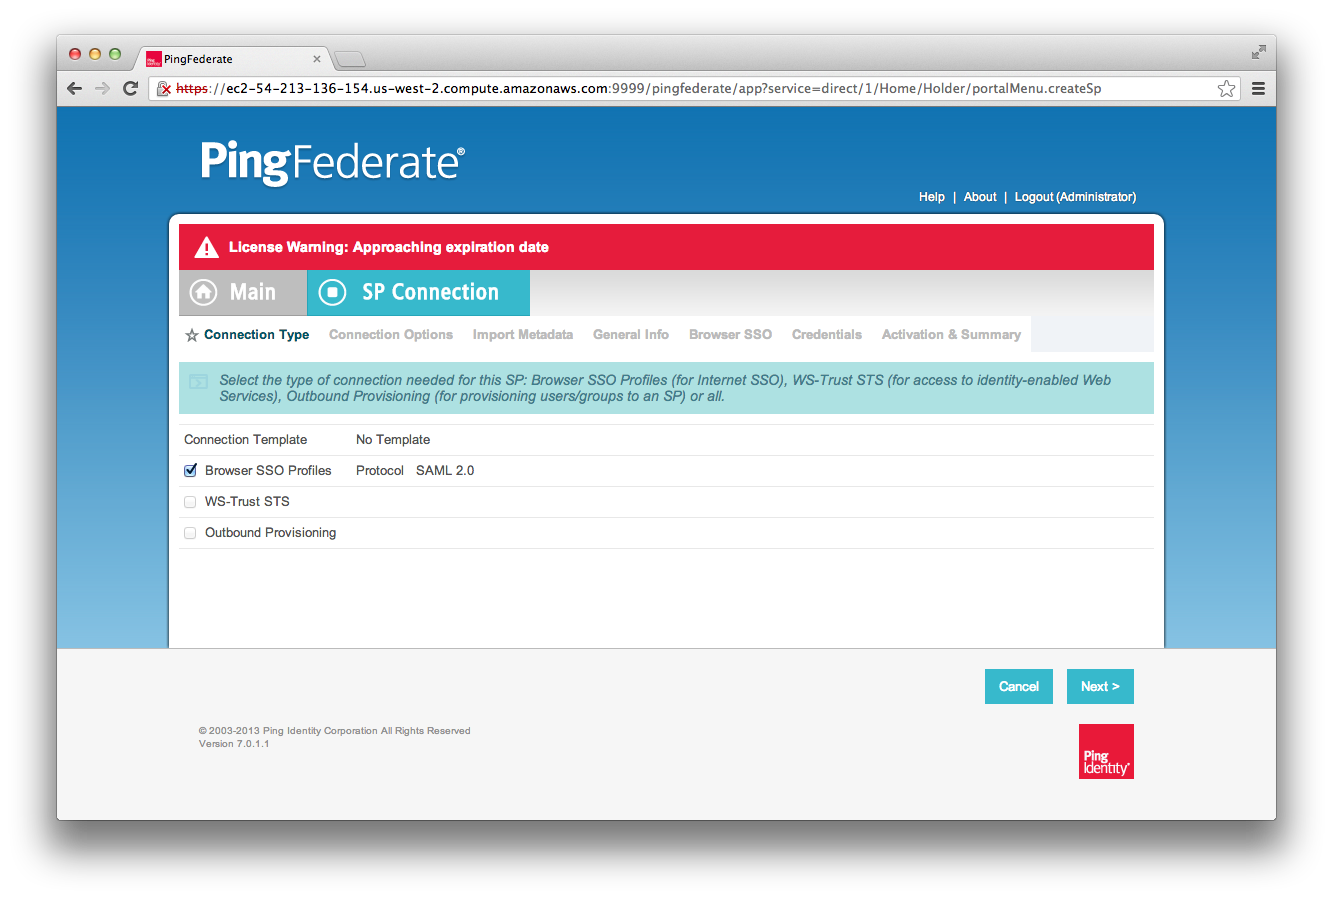 PingFederate
https://ec2-54-213-136-154.us-west-2.compute.amazonaws.com:9999/pingfederate/app?service=direct/1/Home/Holder/portalMenu.createSp
PingFederate®
Help | About | Logout (Administrator)
License Warning: Approaching expiration date
Main SP Connection
Connection Type Connection Options Import Metadata General Info Browser SSO Credentials Activation & Summary
Select the type of connection needed for this SP: Browser SSO Profiles (for Internet SSO), WS-Trust STS (for access to identity-enabled Web
Services), Outbound Provisioning (for provisioning users/groups to an SP) or all.
Connection Template No Template
Browser SSO Profiles Protocol SAML 2.0
WS-Trust STS
Outbound Provisioning
Cancel Next >
© 2003-2013 Ping Identity Corporation All Rights Reserved
Version 7.0.1.1
Ping
Identity